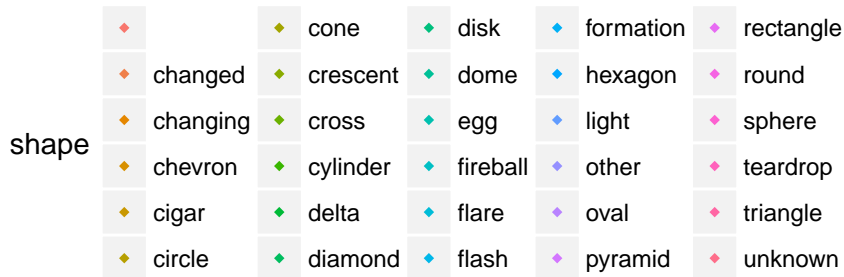 shape
changed
changing
chevron
cigar
circle
cone
crescent
cross
cylinder
delta
diamond
disk
dome
egg
fireball
flare
flash
formation
hexagon
light
other
oval
pyramid
rectangle
round
sphere
teardrop
triangle
unknown